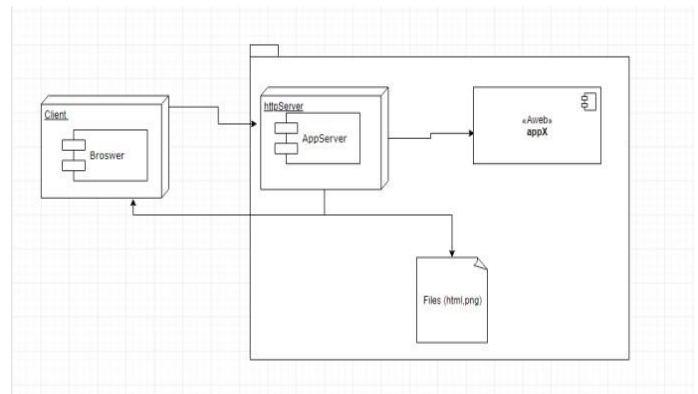 Client
Broswer
httpServer
AppServer
«Aweb»
appX
Files (html,png)